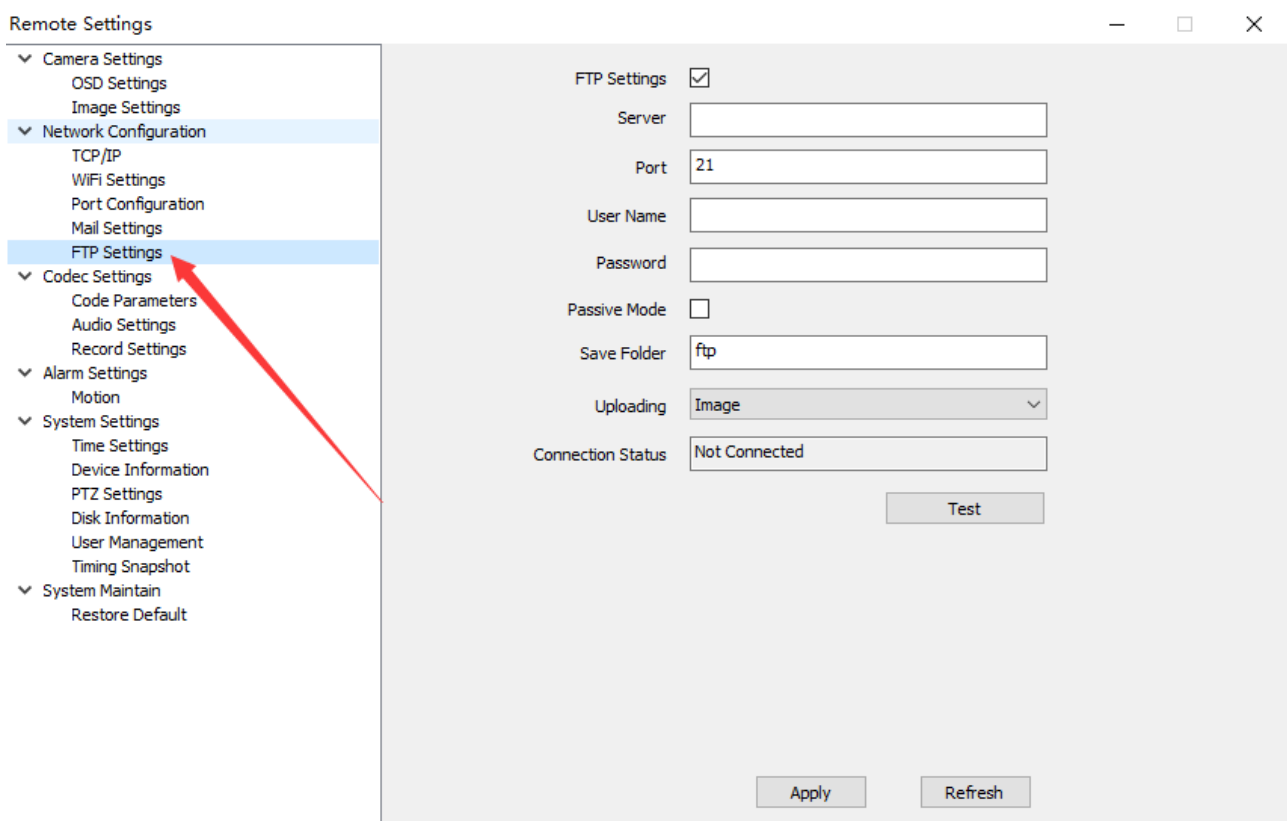 Remote Settings
Camera Settings
OSD Settings
Image Settings
Network Configuration
TCP/IP
WiFi Settings
Port Configuration
Mail Settings
FTP Settings
Codec Settings
Code Parameters
Audio Settings
Record Settings
Alarm Settings
Motion
System Settings
Time Settings
Device Information
PTZ Settings
Disk Information
User Management
Timing Snapshot
System Maintain
Restore Default
FTP Settings
Server
Port 21
User Name
Password
Passive Mode
Save Folder ftp
Uploading Image
Connection Status Not Connected
Test
Apply Refresh